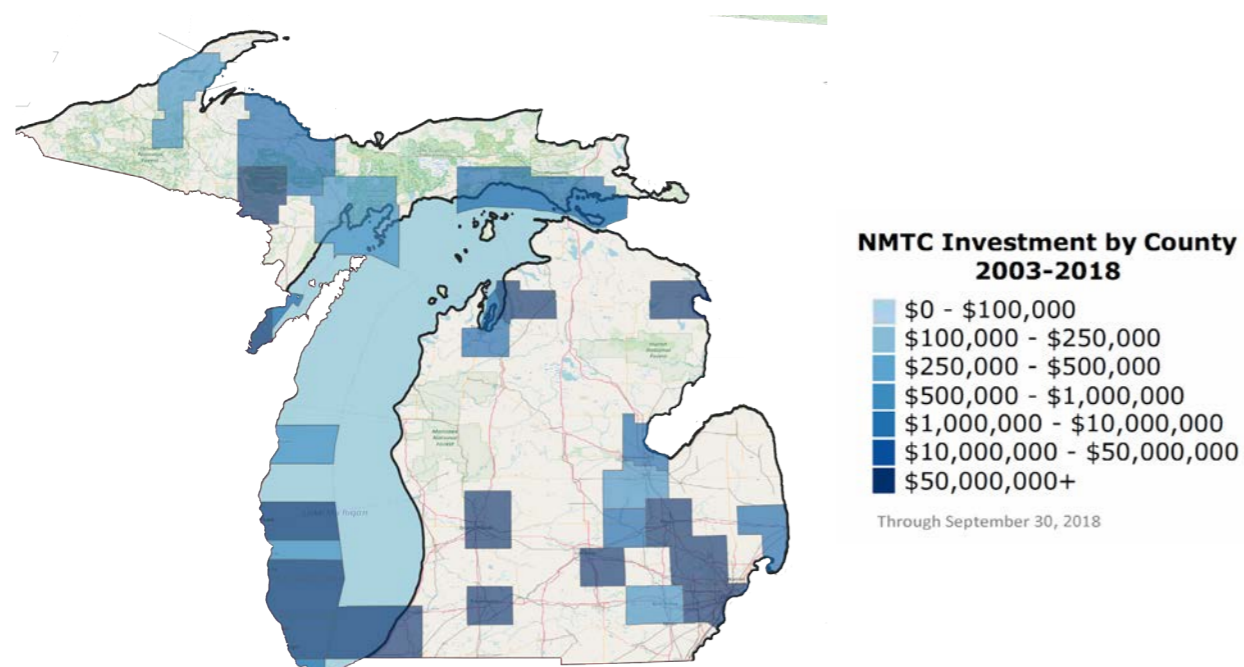 NMTC Investment by County
2003-2018
$0 - $100,000
$100,000 - $250,000
$250,000 - $500,000
$500,000 - $1,000,000
$1,000,000 - $10,000,000
$10,000,000 - $50,000,000
$50,000,000+
Through September 30, 2018